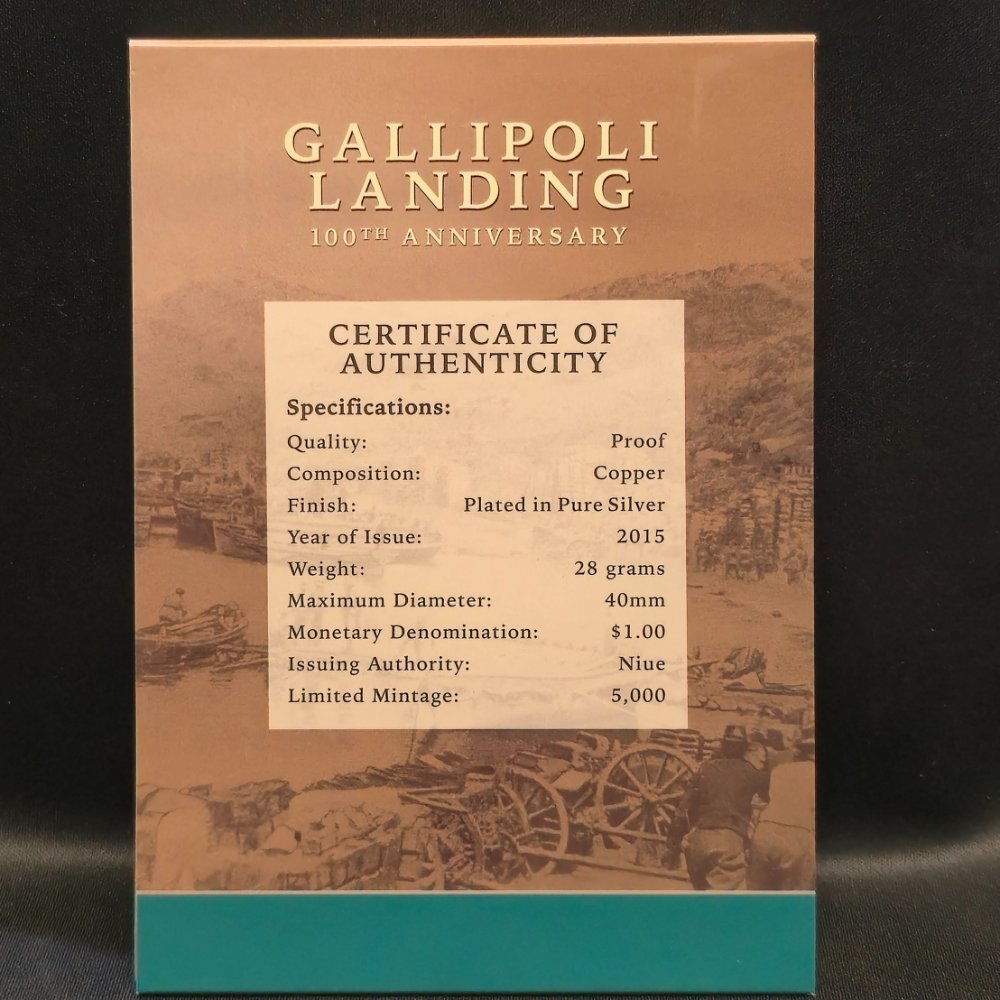 GALLIPOLI
LANDING
100TH ANNIVERSARY
CERTIFICATE OF
AUTHENTICITY
Specifications:
Quality: Proof
Composition: Copper
Finish: Plated in Pure Silver
Year of Issue: 2015
Weight: 28 grams
Maximum Diameter: 40mm
Monetary Denomination: $1.00
Issuing Authority: Niue
Limited Mintage: 5,000